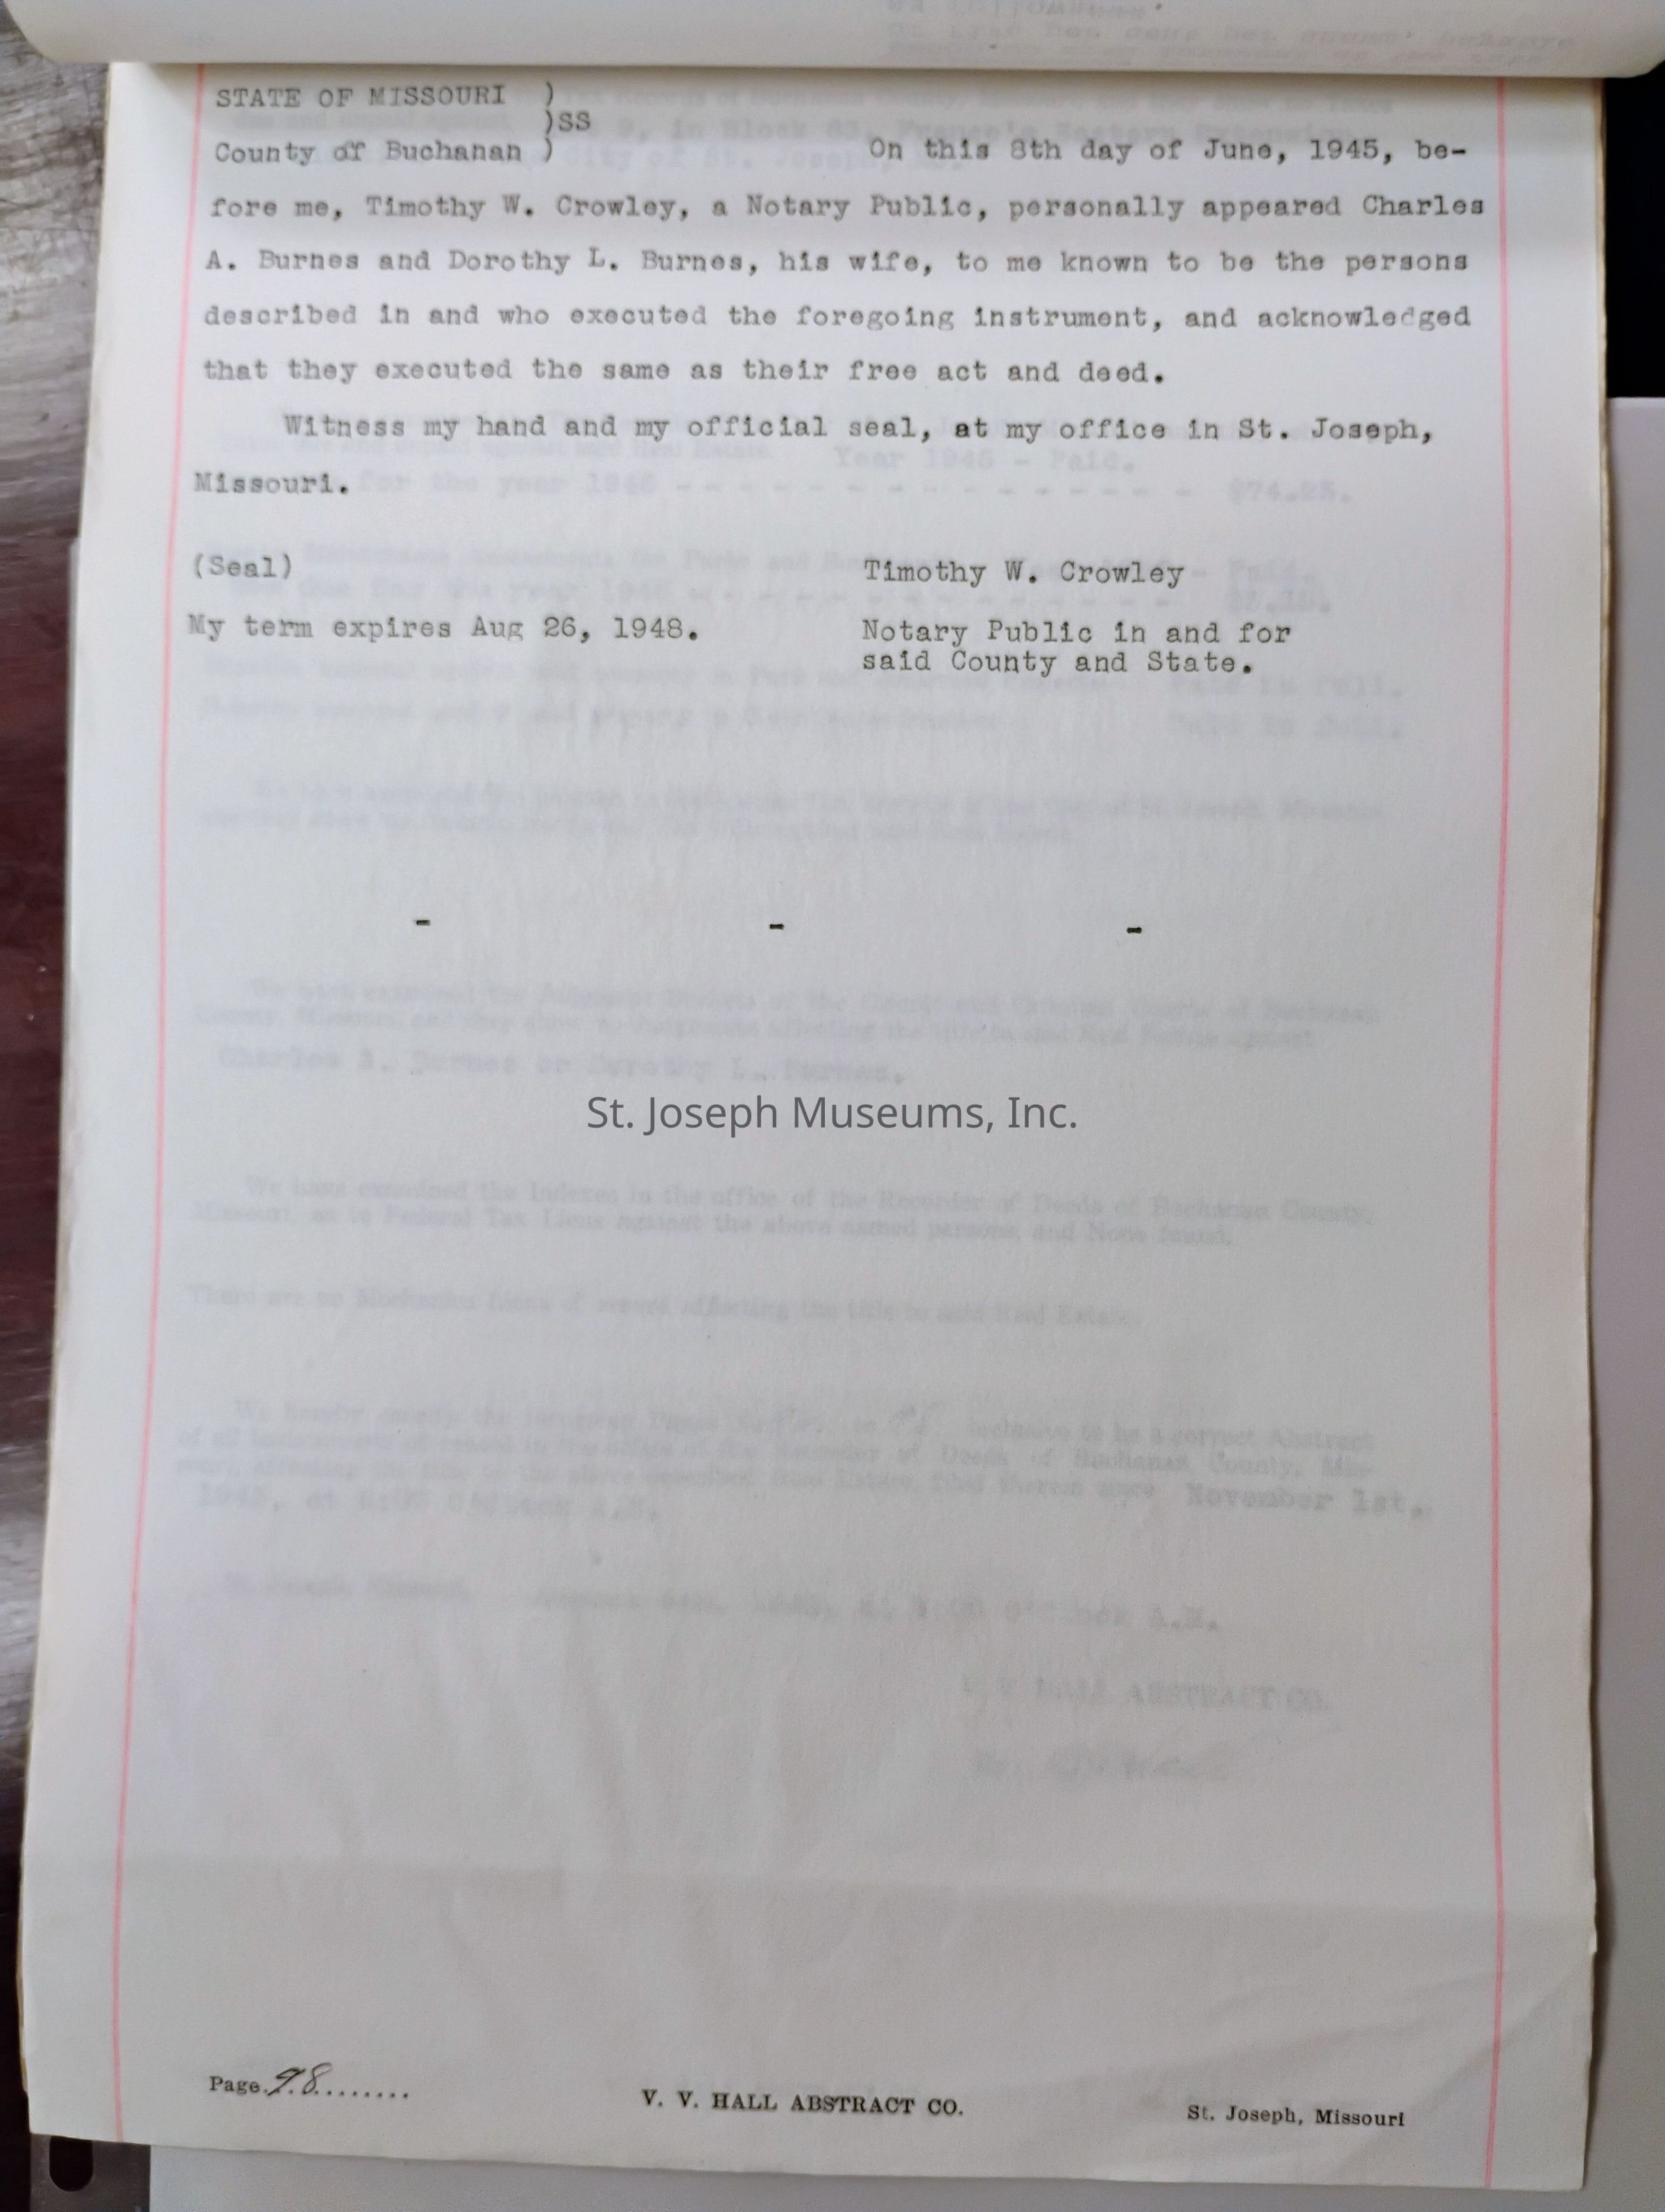 STATE OF MISSOURI )
)SS
County of Buchanan ) On this 8th day of June, 1945, be-
fore me, Timothy W. Crowley, a Notary Public, personally appeared Charles
A. Burnes and Dorothy L. Burnes, his wife, to me known to be the persons
described in and who executed the foregoing instrument, and acknowledged
that they executed the same as their free act and deed.
Witness my hand and my official seal, at my office in St. Joseph,
Missouri.
(Seal) Timothy W. Crowley
My term expires Aug 26, 1948. Notary Public in and for
said County and State.
- - -
St. Joseph Museums, Inc.
Page 98
V. V. HALL ABSTRACT CO.
St. Joseph, Missouri